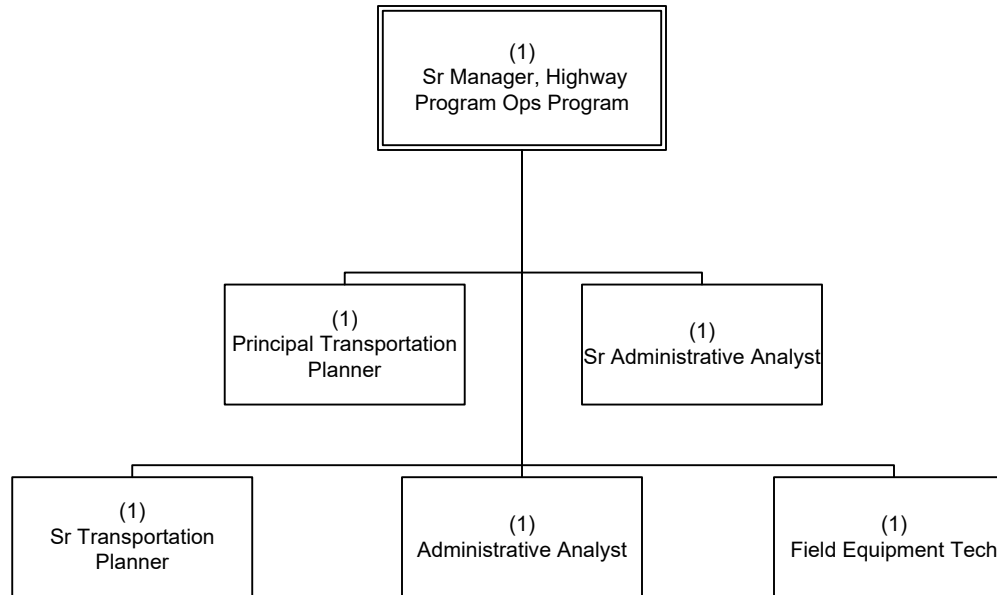 (1)
Sr Manager, Highway
Program Ops Program
(1)
Principal Transportation
Planner
(1)
Sr Administrative Analyst
(1)
Sr Transportation
Planner
(1)
Administrative Analyst
(1)
Field Equipment Tech